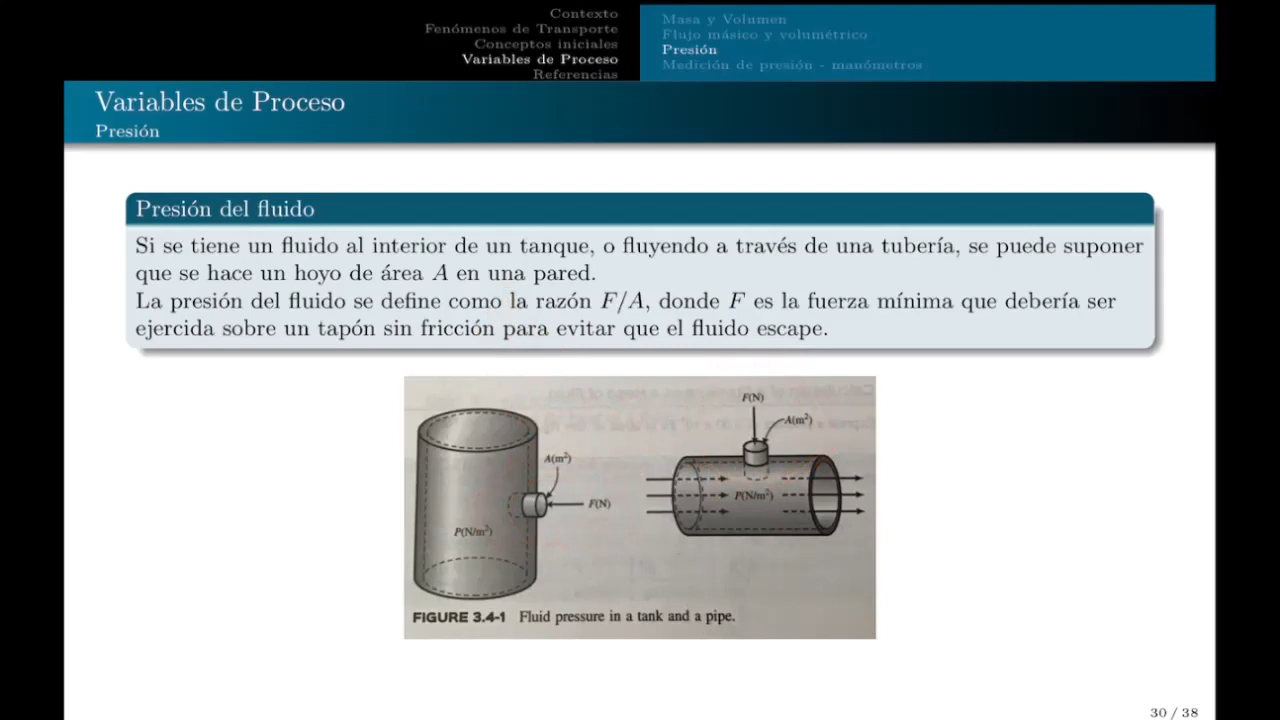 Contexto
Fenómenos de Transporte
Conceptos iniciales
Variables de Proceso
Referencias
Masa y Volumen
Flujo másico y volumétrico
Presión
Medición de presión - manómetros
Variables de Proceso
Presión
Presión del fluido
Si se tiene un fluido al interior de un tanque, o fluyendo a través de una tubería, se puede suponer
que se hace un hoyo de área A en una pared.
La presión del fluido se define como la razón F/A, donde F es la fuerza mínima que debería ser
ejercida sobre un tapón sin fricción para evitar que el fluido escape.
A(m²)
F(N)
P(N/m²)
F(N)
A(m²)
P(N/m²)
FIGURE 3.4-1 Fluid pressure in a tank and a pipe.
30 / 38